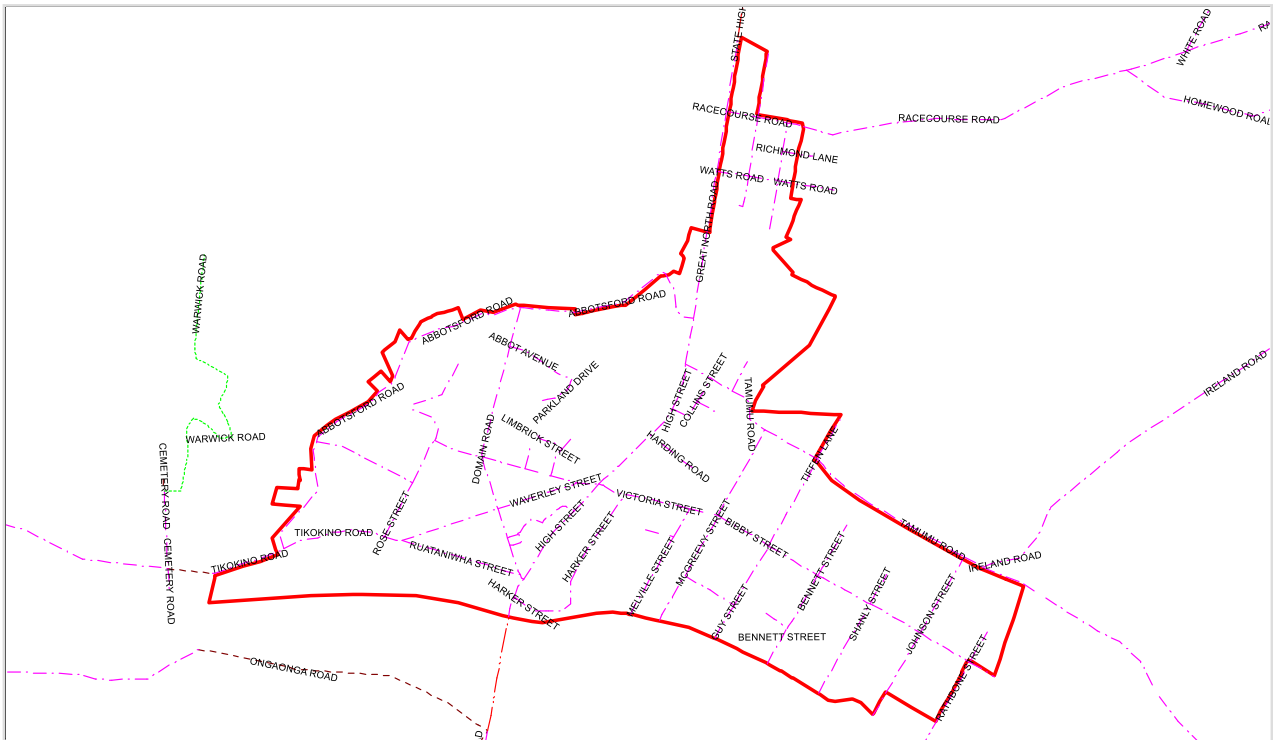 STATE HIGH
WHITE ROAD
HOMEWOOD ROAD
RACECOURSE ROAD
RACECOURSE ROAD
RICHMOND LANE
WATTS ROAD
WATTS ROAD
GREAT NORTH ROAD
WARWICK ROAD
ABBOTSFORD ROAD
ABBOTSFORD ROAD
ABBOT AVENUE
PARKLAND DRIVE
HIGH STREET
COLLINS STREET
TAMUMU ROAD
IRELAND ROAD
ABBOTSFORD ROAD
WARWICK ROAD
LIMBRICK STREET
DOMAIN ROAD
HARDING ROAD
TIFFEN LANE
CEMETERY ROAD
WAVERLEY STREET
VICTORIA STREET
TIKOKINO ROAD
ROSE STREET
HIGH STREET
HARKER STREET
BIBBY STREET
TAMUMU ROAD
TIKOKINO ROAD
RUATANIWHA STREET
MCGREEVY STREET
IRELAND ROAD
CEMETERY ROAD
HARKER STREET
MELVILLE STREET
GUY STREET
BENNETT STREET
SHANLY STREET
JOHNSON STREET
BENNETT STREET
ONGAONGA ROAD
RATHBONE STREET